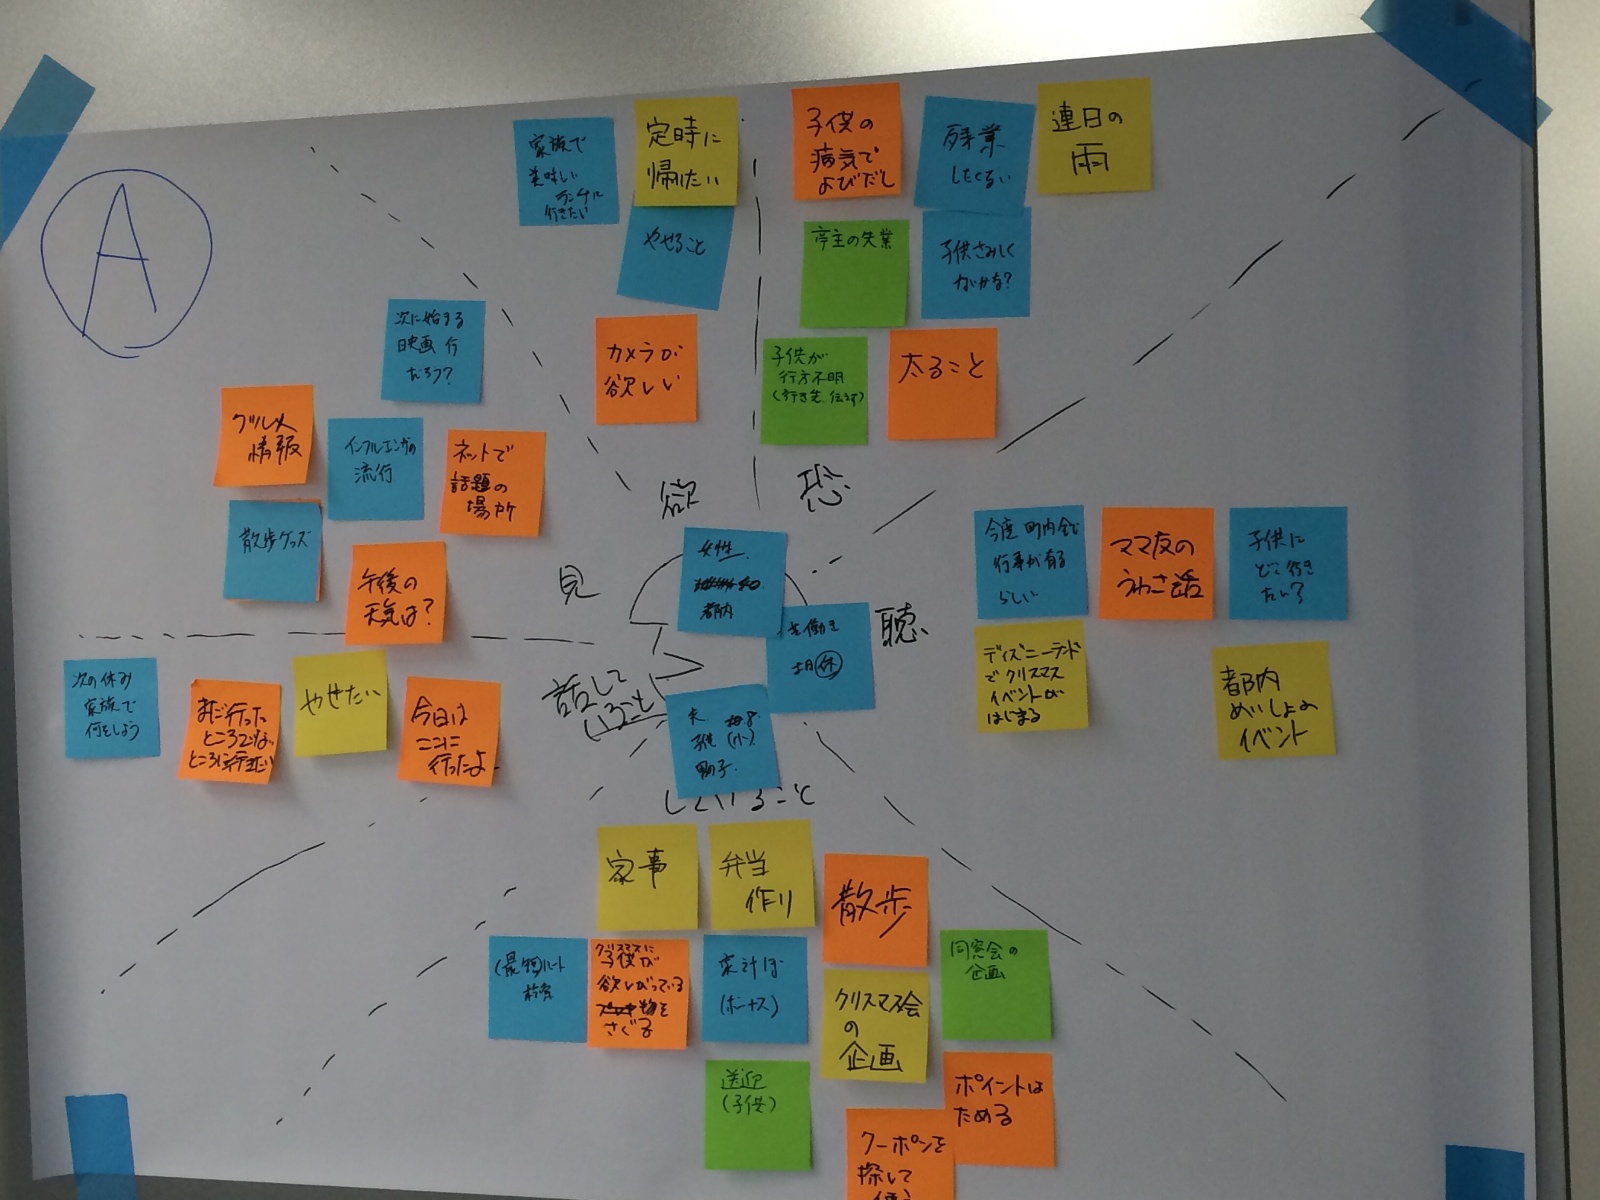 A
家族で
美味しい
ランチに
行きたい
定時に
帰りたい
やせること
カメラが
欲しい
子供の
病気で
よびだし
残業
したくない
連日の
雨
亭主の失業
子供さみしく
ないかな?
子供が
行方不明
(行き先、伝えず)
太ること
次に始まる
映画 何
だろう?
グルメ
情報
インフルエンザの
流行
ネットで
話題の
場所
散歩グッズ
午後の
天気は?
欲
恐
見
聴
話して
いること
していること
女性
40
都内
共働き
土日休
夫
子供(小)
男の子
今度町内会で
行事が有る
らしい
ママ友の
うわさ話
子供に
どこ行き
たい?
ディズニーランド
でクリスマス
イベントが
はじまる
都内
めいしょの
イベント
次の休み
家族で
何をしよう
まだ行った
ところでない
ところに行きたい
やせたい
今日は
ここに
行ったよ
家事
弁当
作り
散歩
(最短)ルート
検索
クリスマスに
子供が
欲しがっている
物を
さぐる
家計ぼ
(ボーナス)
クリスマス会
の
企画
同窓会の
企画
送迎
(子供)
ポイントは
ためる
クーポンを
探して
使う